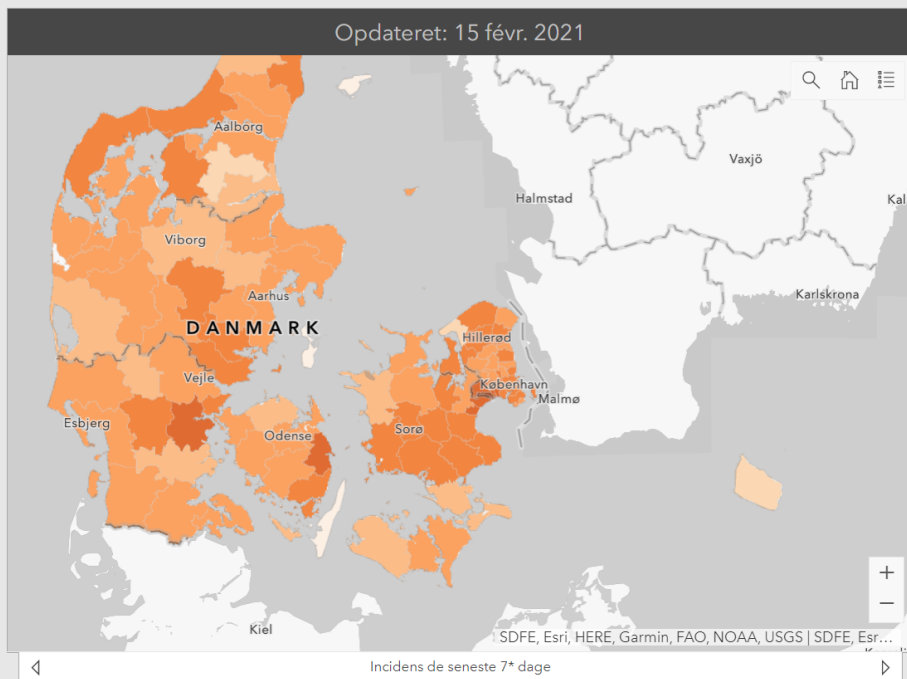 Opdateret: 15 févr. 2021
Aalborg
Vaxjö
Halmstad
Kal
Viborg
Aarhus
Karlskrona
DANMARK
Hillerød
Vejle
København
Malmø
Esbjerg
Odense
Sorø
+
−
Kiel
SDFE, Esri, HERE, Garmin, FAO, NOAA, USGS | SDFE, Esr...
Incidens de seneste 7* dage